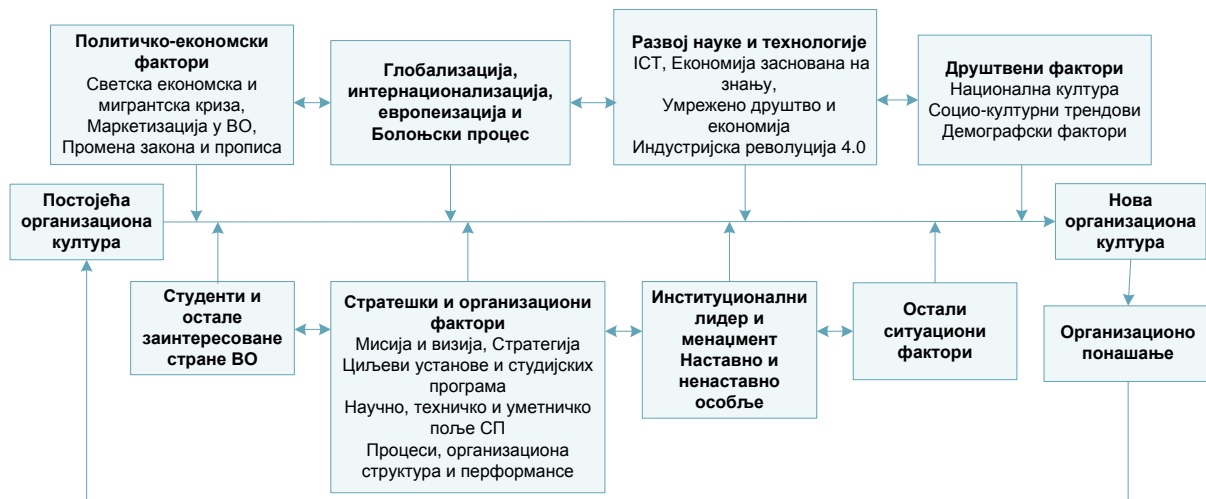 Политичко-економски
фактори
Светска економска и
мигрантска криза,
Маркетизација у ВО,
Промена закона и прописа
Глобализација,
интернационализација,
европеизација и
Болоњски процес
Развој науке и технологије
ICT, Економија заснована на
знању,
Умрежено друштво и
економија
Индустријска револуција 4.0
Друштвени фактори
Национална култура
Социо-културни трендови
Демографски фактори
Постојећа
организациона
култура
Нова
организациона
култура
Студенти и
остале
заинтересоване
стране ВО
Стратешки и организациони
фактори
Мисија и визија, Стратегија
Циљеви установе и студијских
програма
Научно, техничко и уметничко
поље СП
Процеси, организациона
структура и перформансе
Институционални
лидер и
менаџмент
Наставно и
ненаставно
особље
Остали
ситуациони
фактори
Организационо
понашање